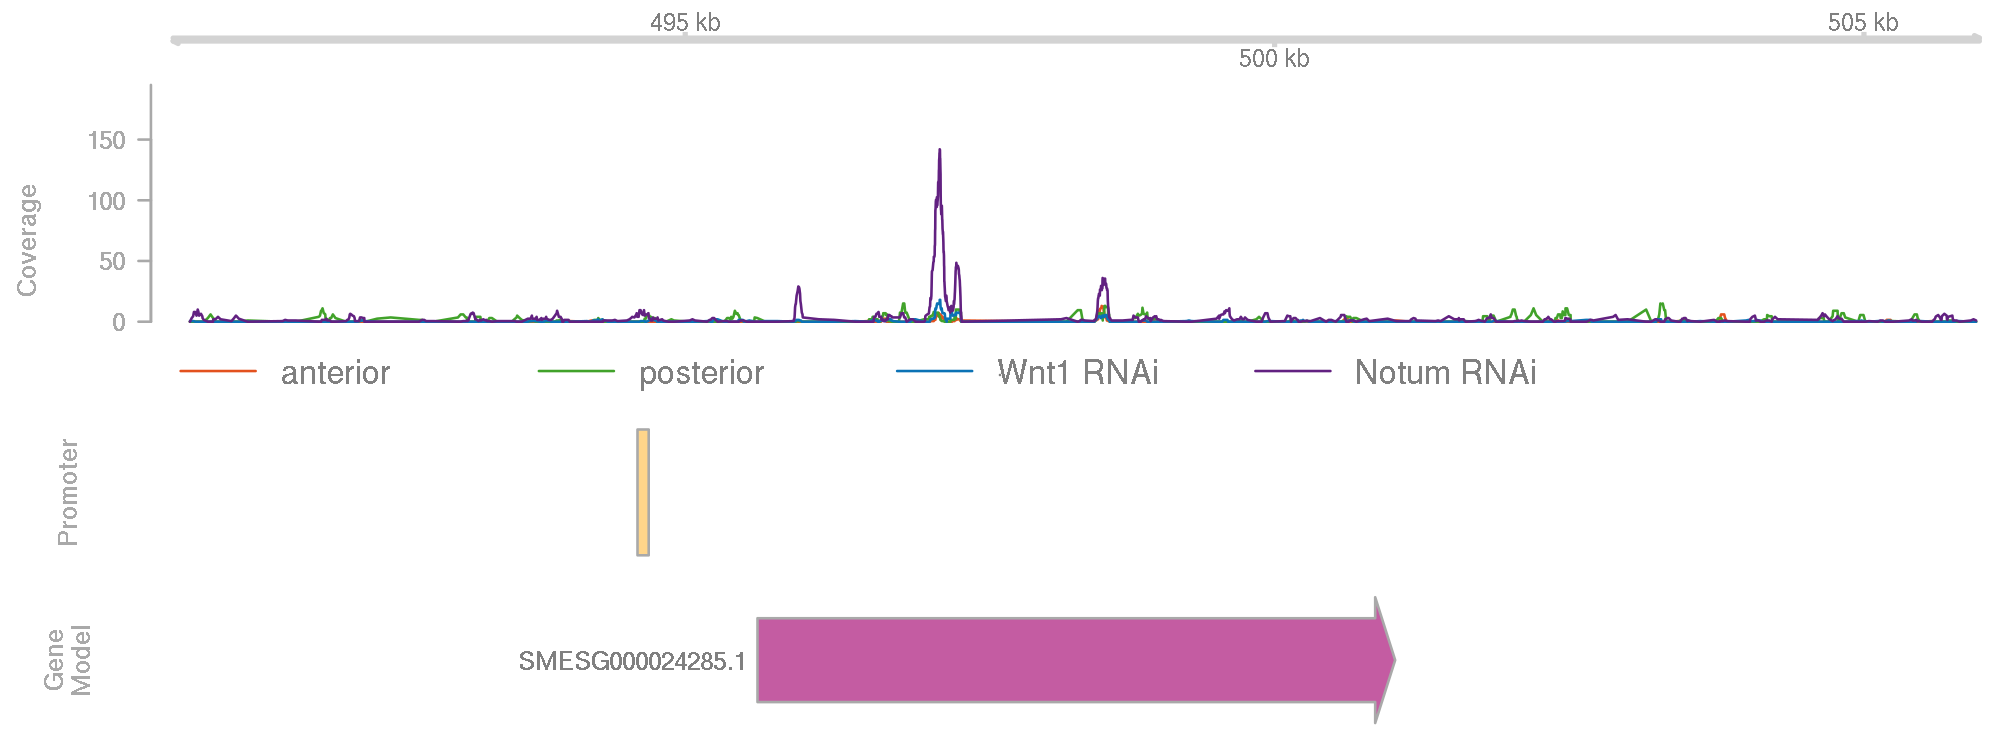 495 kb
505 kb
500 kb
Coverage
150
100
50
0
anterior
posterior
Wnt1 RNAi
Notum RNAi
Promoter
Gene
Model
SMESG000024285.1